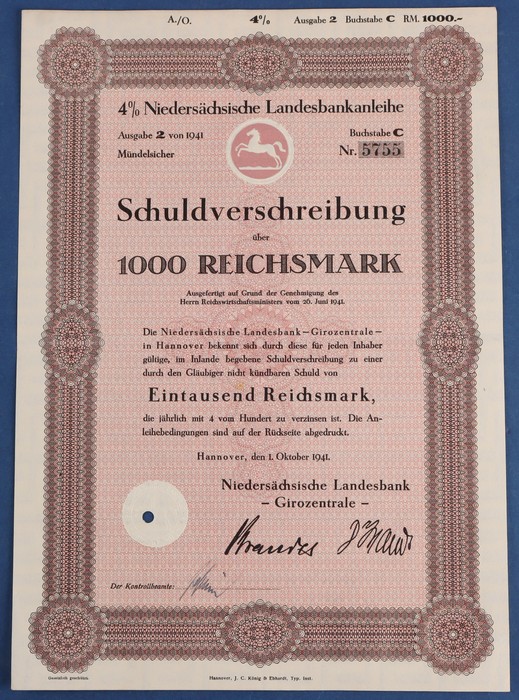 A./O. 4% Ausgabe 2 Buchstabe C RM. 1000.-
4% Niedersächsische Landesbankanleihe
Ausgabe 2 von 1941 Buchstabe C
Mündelsicher Nr. 5755
Schuldverschreibung
über
1000 REICHSMARK
Ausgefertigt auf Grund der Genehmigung des
Herrn Reichswirtschaftsministers vom 26. Juni 1941.
Die Niedersächsische Landesbank – Girozentrale –
in Hannover bekennt sich durch diese für jeden Inhaber
gültige, im Inlande begebene Schuldverschreibung zu einer
durch den Gläubiger nicht kündbaren Schuld von
Eintausend Reichsmark,
die jährlich mit 4 vom Hundert zu verzinsen ist. Die An-
leihebedingungen sind auf der Rückseite abgedruckt.
Hannover, den 1. Oktober 1941.
Niedersächsische Landesbank
– Girozentrale –
Brandes
Der Kontrollbeamte:
Gesetzlich geschützt
Hannover, J. C. König & Ebhardt, Typ. Inst.